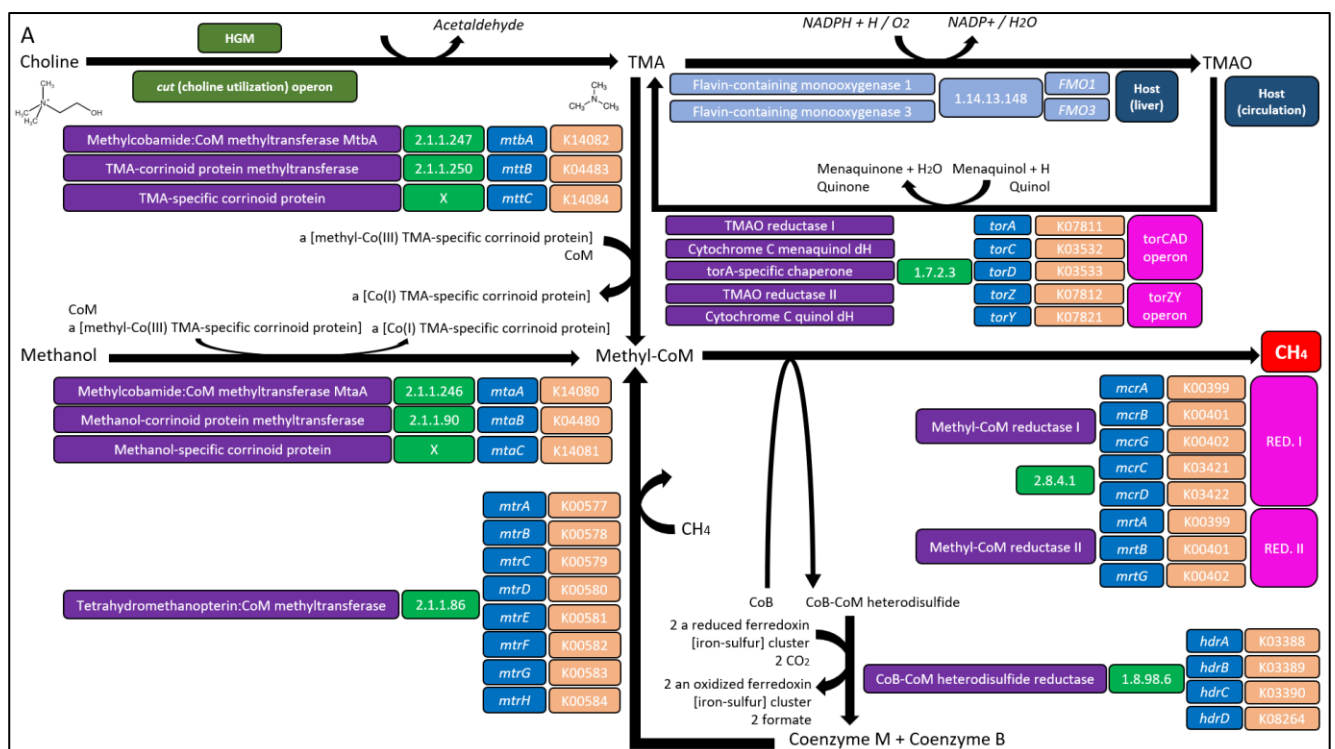 A
HGM
Acetaldehyde
NADPH + H / O2
NADP+ / H2O
Choline
TMA
TMAO
cut (choline utilization) operon
CH3
H3C
N+
CH3
OH
CH3
N
CH3
CH3
Flavin-containing monooxygenase 1
Flavin-containing monooxygenase 3
1.14.13.148
FMO1
FMO3
Host
(liver)
Host
(circulation)
Methylcobamide:CoM methyltransferase MtbA 2.1.1.247 mtbA K14082
TMA-corrinoid protein methyltransferase 2.1.1.250 mttB K04483
TMA-specific corrinoid protein X mttC K14084
Menaquinone + H2O
Quinone
Menaquinol + H
Quinol
a [methyl-Co(III) TMA-specific corrinoid protein]
CoM
a [Co(I) TMA-specific corrinoid protein]
TMAO reductase I torA K07811
Cytochrome C menaquinol dH torC K03532
torA-specific chaperone 1.7.2.3 torD K03533
TMAO reductase II torZ K07812
Cytochrome C quinol dH torY K07821
torCAD
operon
torZY
operon
CoM
a [methyl-Co(III) TMA-specific corrinoid protein]
a [Co(I) TMA-specific corrinoid protein]
Methanol
Methyl-CoM
CH4
Methylcobamide:CoM methyltransferase MtaA 2.1.1.246 mtaA K14080
Methanol-corrinoid protein methyltransferase 2.1.1.90 mtaB K04480
Methanol-specific corrinoid protein X mtaC K14081
Methyl-CoM reductase I
2.8.4.1
Methyl-CoM reductase II
mcrA K00399
mcrB K00401
mcrG K00402
mcrC K03421
mcrD K03422
mrtA K00399
mrtB K00401
mrtG K00402
RED. I
RED. II
CH4
Tetrahydromethanopterin:CoM methyltransferase 2.1.1.86
mtrA K00577
mtrB K00578
mtrC K00579
mtrD K00580
mtrE K00581
mtrF K00582
mtrG K00583
mtrH K00584
CoB
CoB-CoM heterodisulfide
2 a reduced ferredoxin
[iron-sulfur] cluster
2 CO2
2 an oxidized ferredoxin
[iron-sulfur] cluster
2 formate
CoB-CoM heterodisulfide reductase 1.8.98.6
hdrA K03388
hdrB K03389
hdrC K03390
hdrD K08264
Coenzyme M + Coenzyme B